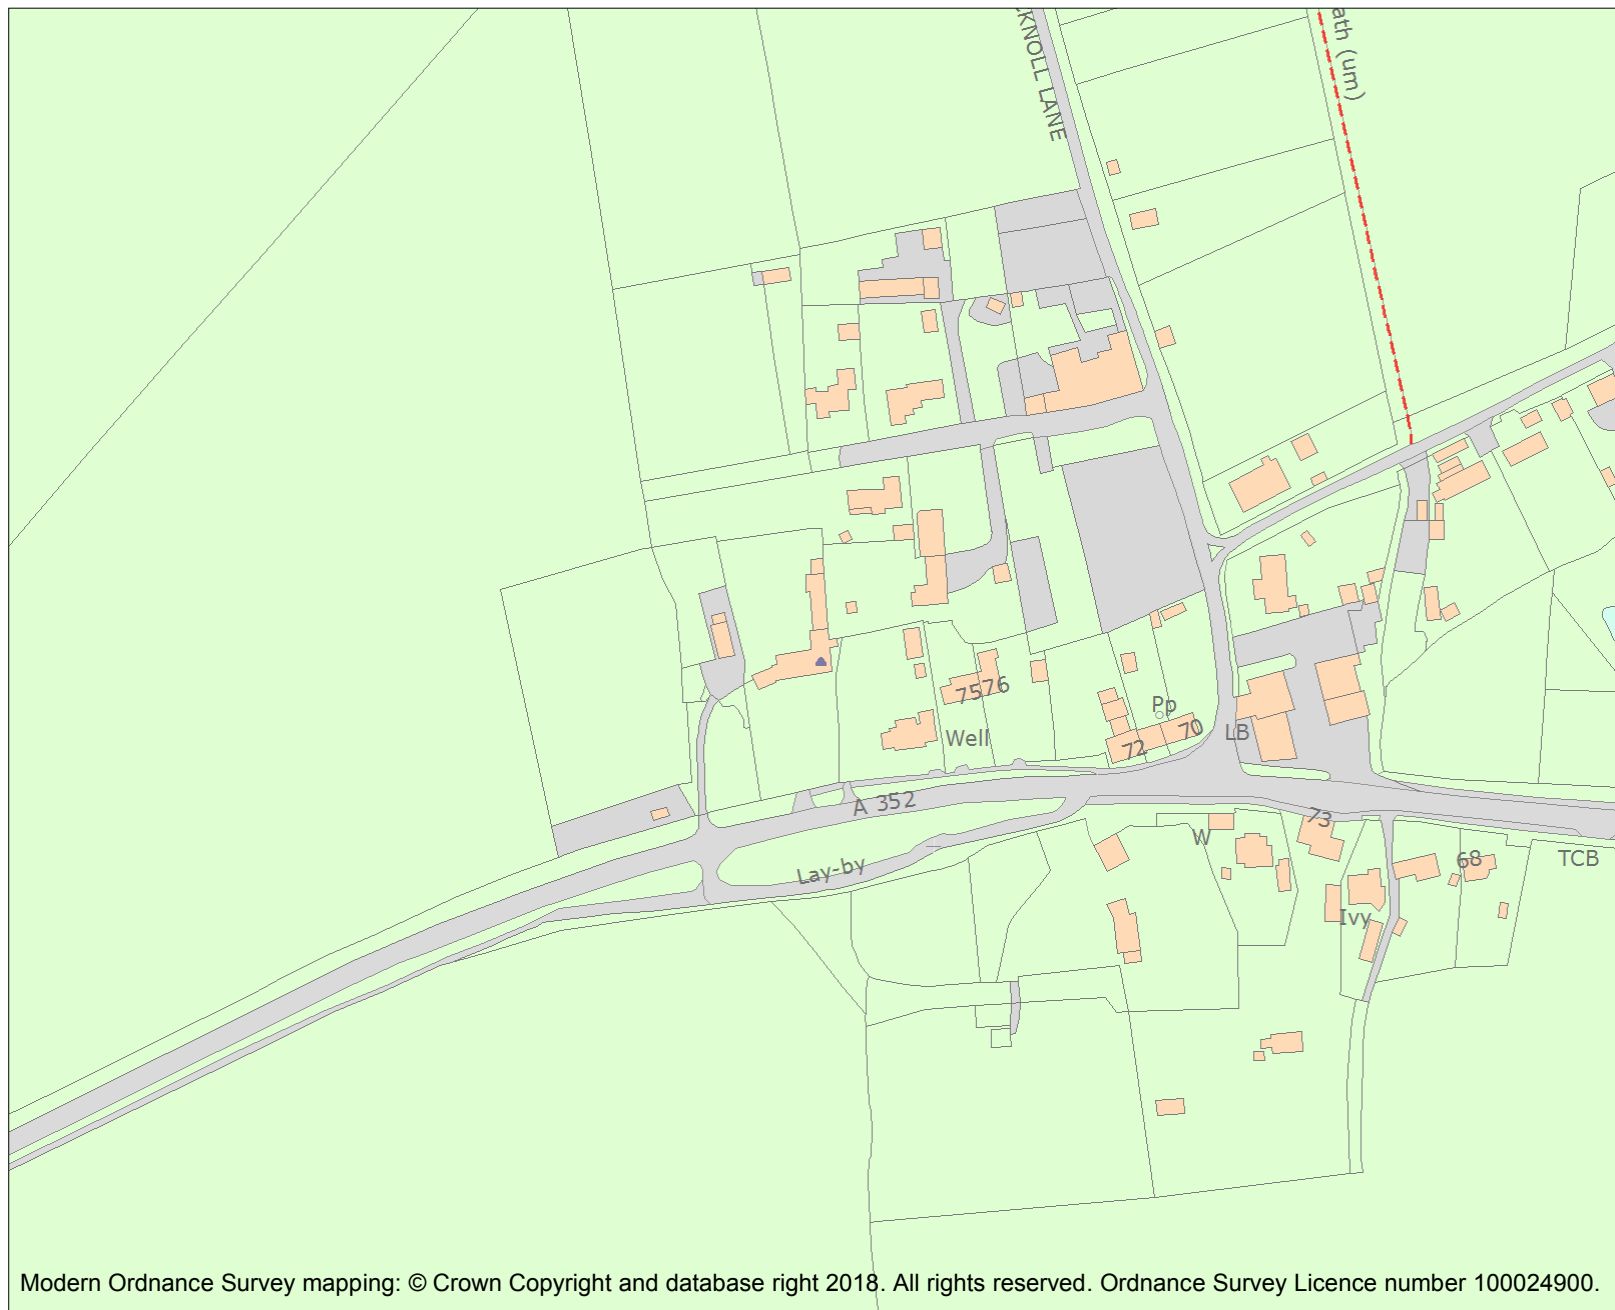 CKNOLL LANE
ath (um)
7576
Pp
70
72
LB
Well
A 352
73
W
Lay-by
68
TCB
Ivy
Modern Ordnance Survey mapping: © Crown Copyright and database right 2018. All rights reserved. Ordnance Survey Licence number 100024900.